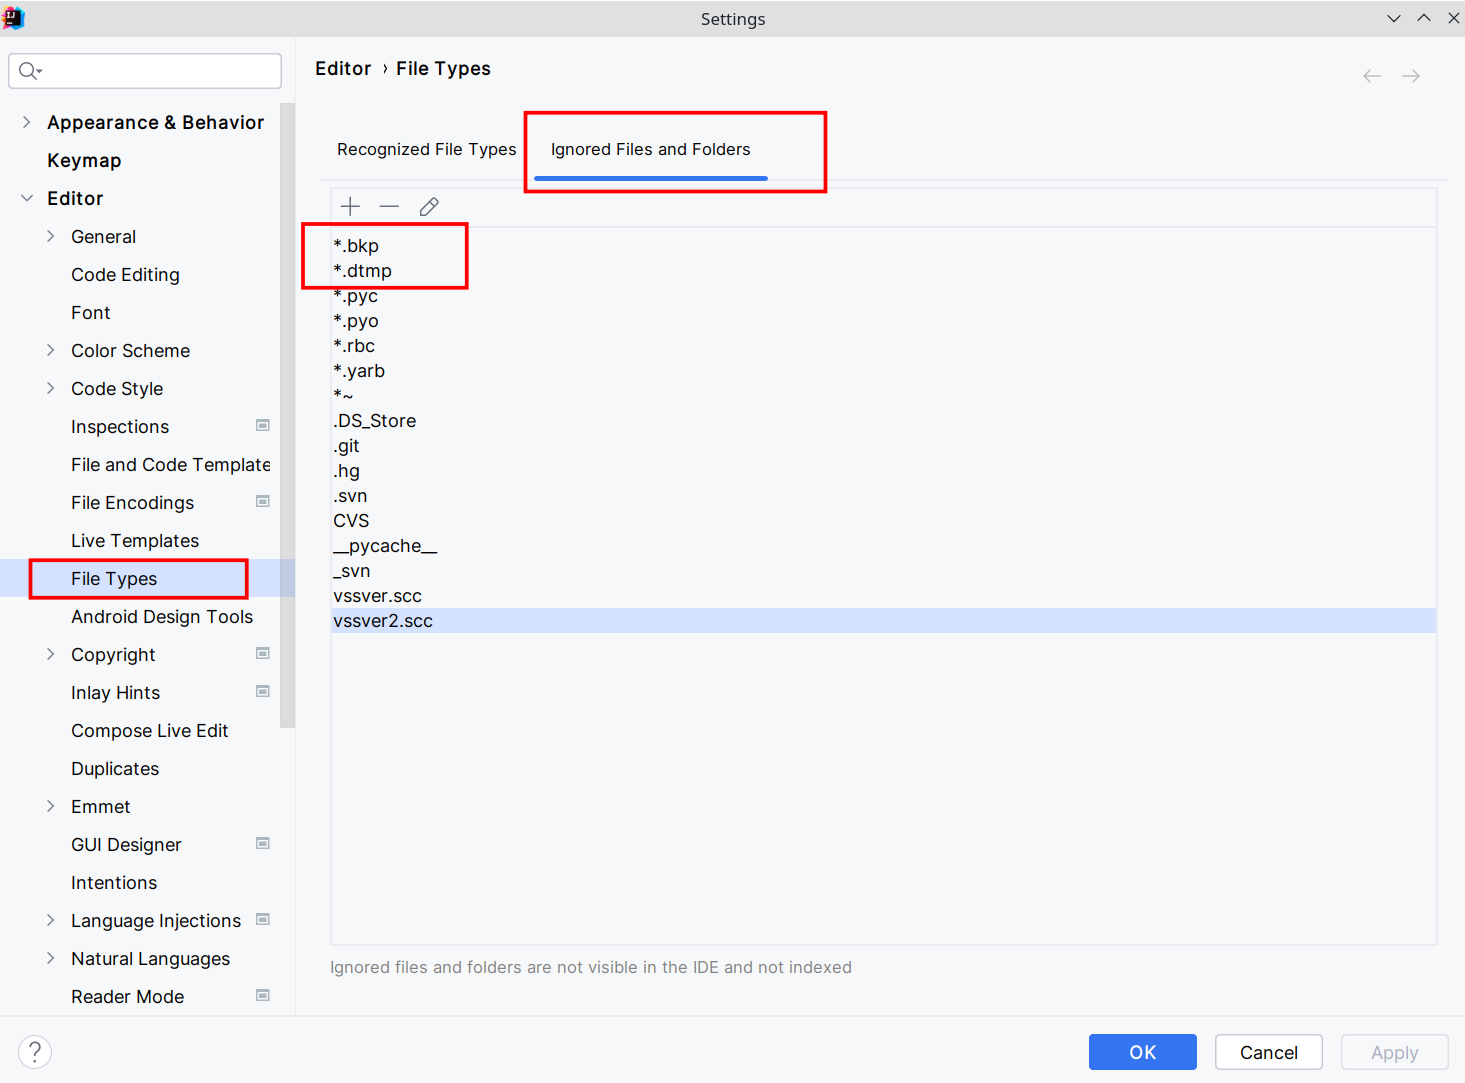 Settings
Editor › File Types
Appearance & Behavior
Keymap
Editor
General
Code Editing
Font
Color Scheme
Code Style
Inspections
File and Code Template
File Encodings
Live Templates
File Types
Android Design Tools
Copyright
Inlay Hints
Compose Live Edit
Duplicates
Emmet
GUI Designer
Intentions
Language Injections
Natural Languages
Reader Mode
Recognized File Types
Ignored Files and Folders
*.bkp
*.dtmp
*.pyc
*.pyo
*.rbc
*.yarb
*~
.DS_Store
.git
.hg
.svn
CVS
__pycache__
_svn
vssver.scc
vssver2.scc
Ignored files and folders are not visible in the IDE and not indexed
?
OK
Cancel
Apply